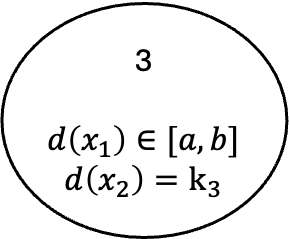 3
d(x₁) ∈ [a, b]
d(x₂) = k₃